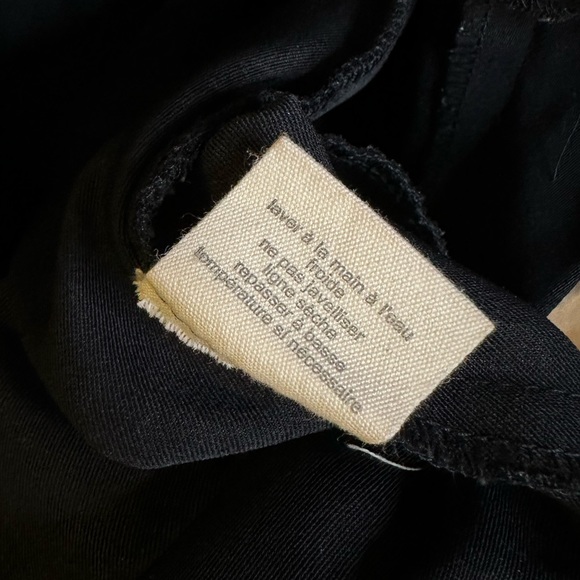 laver à la main à l'eau
froide
ne pas javelliser
ligne sèche
repasser à basse
température si nécessaire